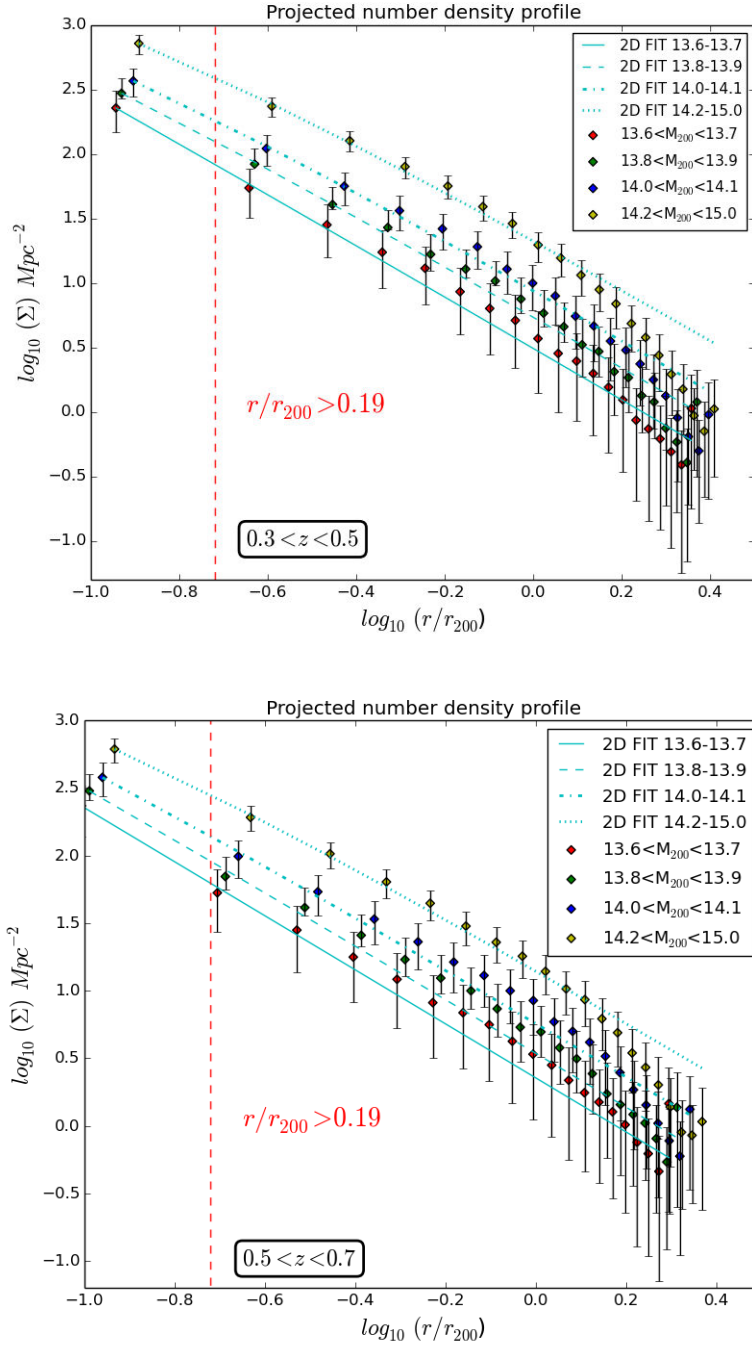 Projected number density profile
3.0
2.5
2.0
1.5
1.0
0.5
0.0
−0.5
−1.0
log₁₀ (Σ) Mpc⁻²
2D FIT 13.6-13.7
2D FIT 13.8-13.9
2D FIT 14.0-14.1
2D FIT 14.2-15.0
13.6<M₂₀₀<13.7
13.8<M₂₀₀<13.9
14.0<M₂₀₀<14.1
14.2<M₂₀₀<15.0
r/r₂₀₀ >0.19
0.3 <z<0.5
−1.0 −0.8 −0.6 −0.4 −0.2 0.0 0.2 0.4
log₁₀ (r/r₂₀₀)
Projected number density profile
3.0
2.5
2.0
1.5
1.0
0.5
0.0
−0.5
−1.0
log₁₀ (Σ) Mpc⁻²
2D FIT 13.6-13.7
2D FIT 13.8-13.9
2D FIT 14.0-14.1
2D FIT 14.2-15.0
13.6<M₂₀₀<13.7
13.8<M₂₀₀<13.9
14.0<M₂₀₀<14.1
14.2<M₂₀₀<15.0
r/r₂₀₀ >0.19
0.5 <z<0.7
−1.0 −0.8 −0.6 −0.4 −0.2 0.0 0.2 0.4
log₁₀ (r/r₂₀₀)